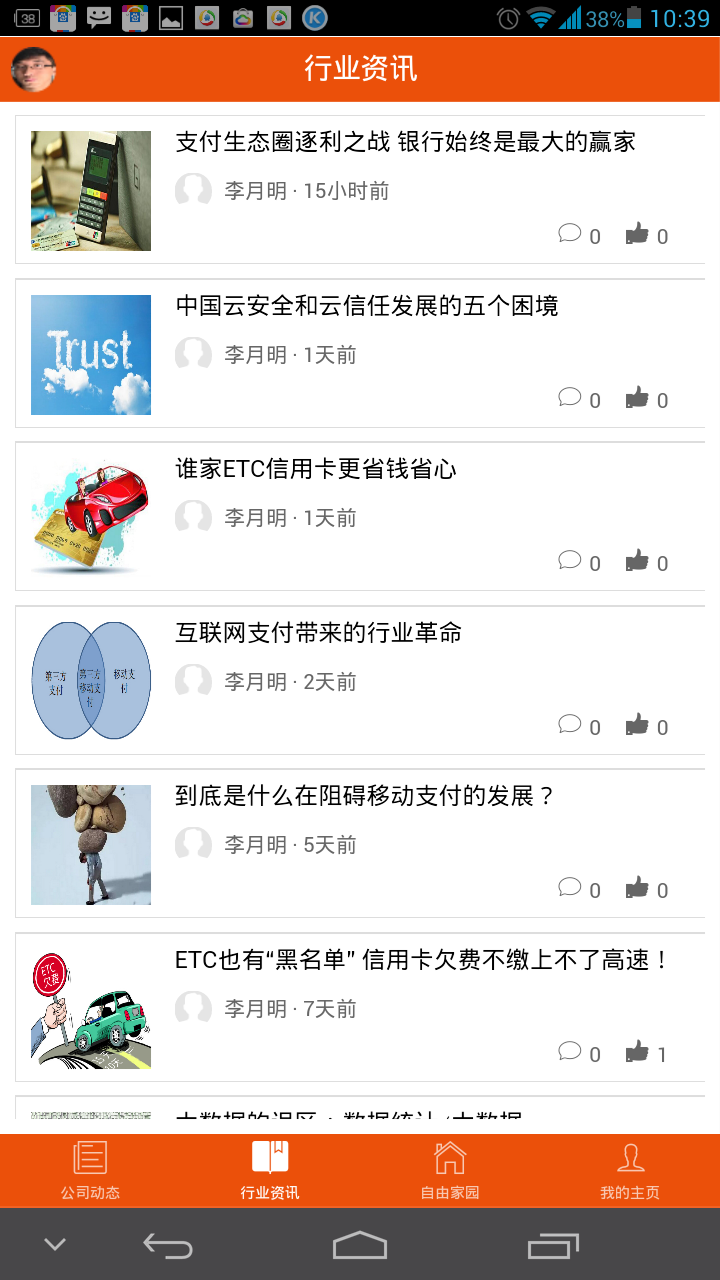 38
38% 10:39
行业资讯
支付生态圈逐利之战 银行始终是最大的赢家
李月明 · 15小时前
0 0
Trust
中国云安全和云信任发展的五个困境
李月明 · 1天前
0 0
谁家ETC信用卡更省钱省心
李月明 · 1天前
0 0
互联网支付带来的行业革命
第三方
支付
第三方
移动支
付
移动支
付
李月明 · 2天前
0 0
到底是什么在阻碍移动支付的发展？
李月明 · 5天前
0 0
ETC也有“黑名单” 信用卡欠费不缴上不了高速！
ETC
欠费
李月明 · 7天前
0 1
公司动态 行业资讯 自由家园 我的主页